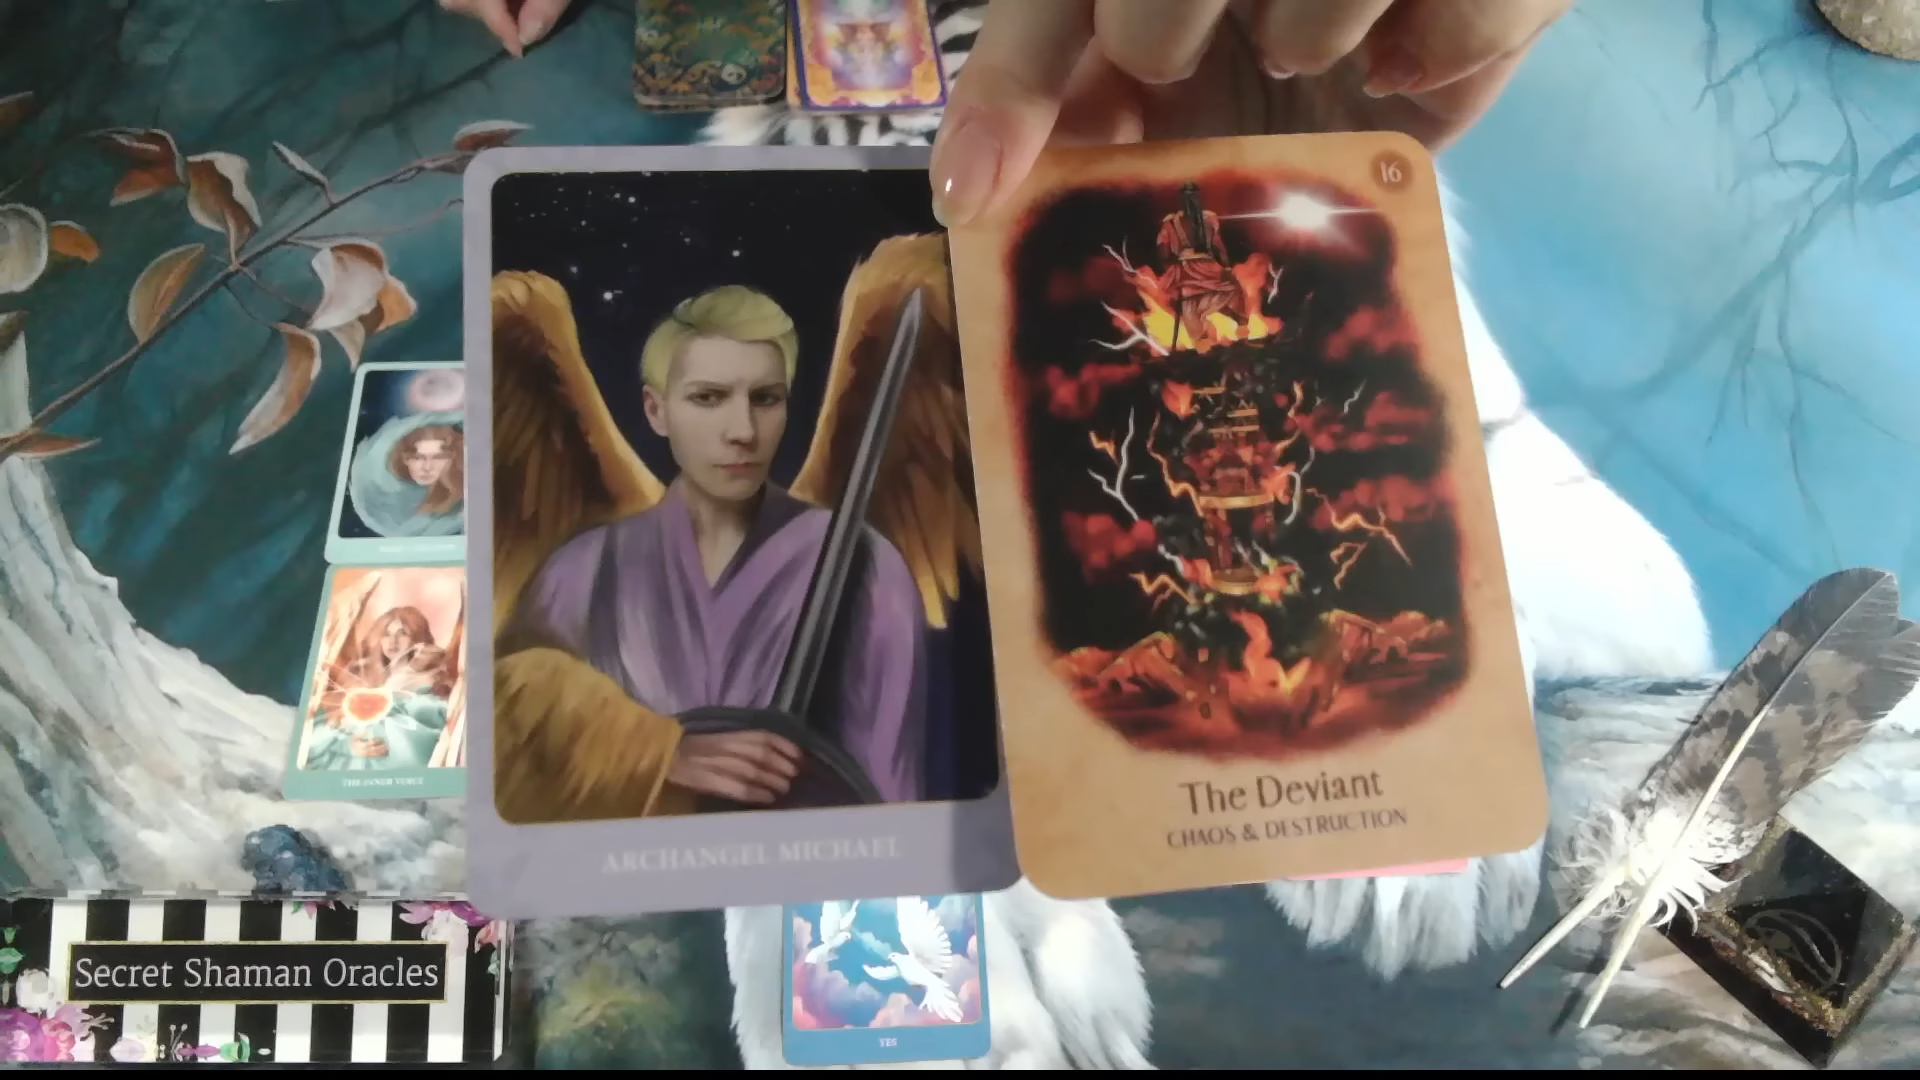 16
ARCHANGEL MICHAEL
The Deviant
CHAOS & DESTRUCTION
THE INNER VOICE
Secret Shaman Oracles
YES